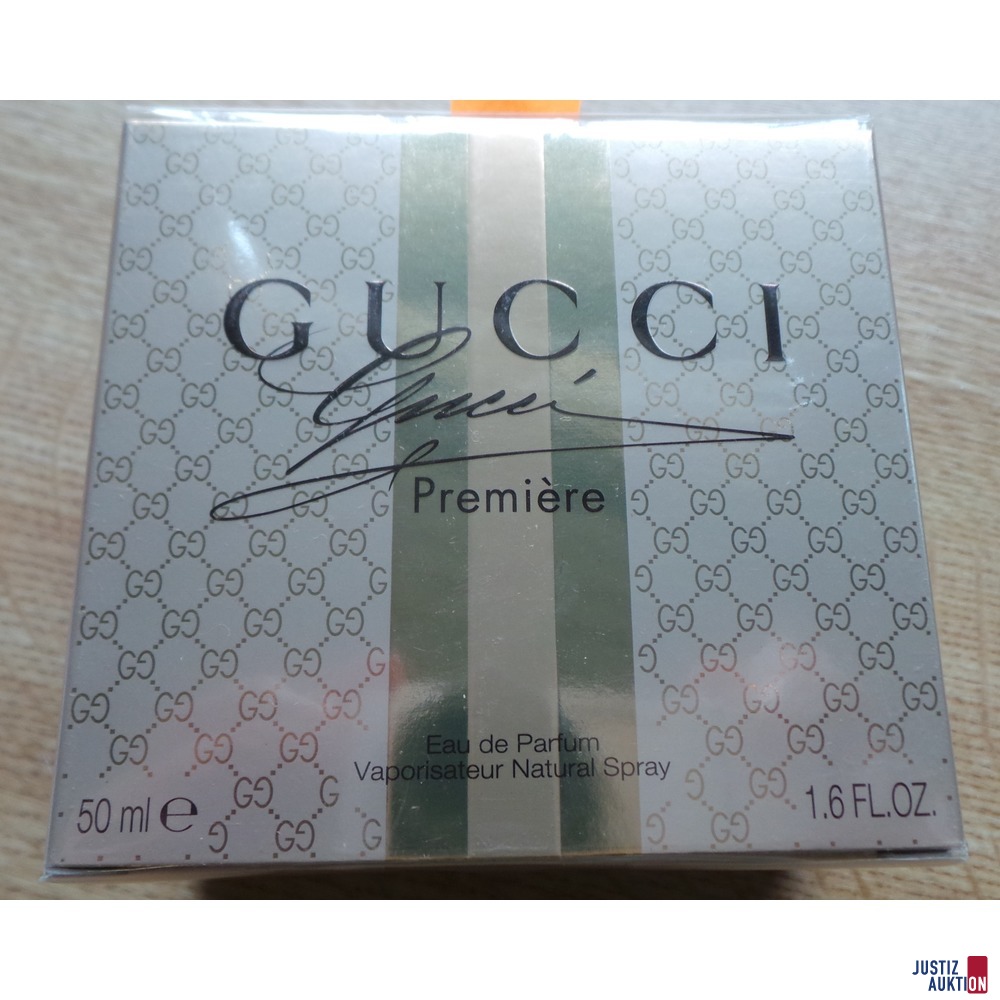 GUCCI
Gucci
Première
Eau de Parfum
Vaporisateur Natural Spray
50 ml ℮
1.6 FL.OZ.
JUSTIZ
AUKTION